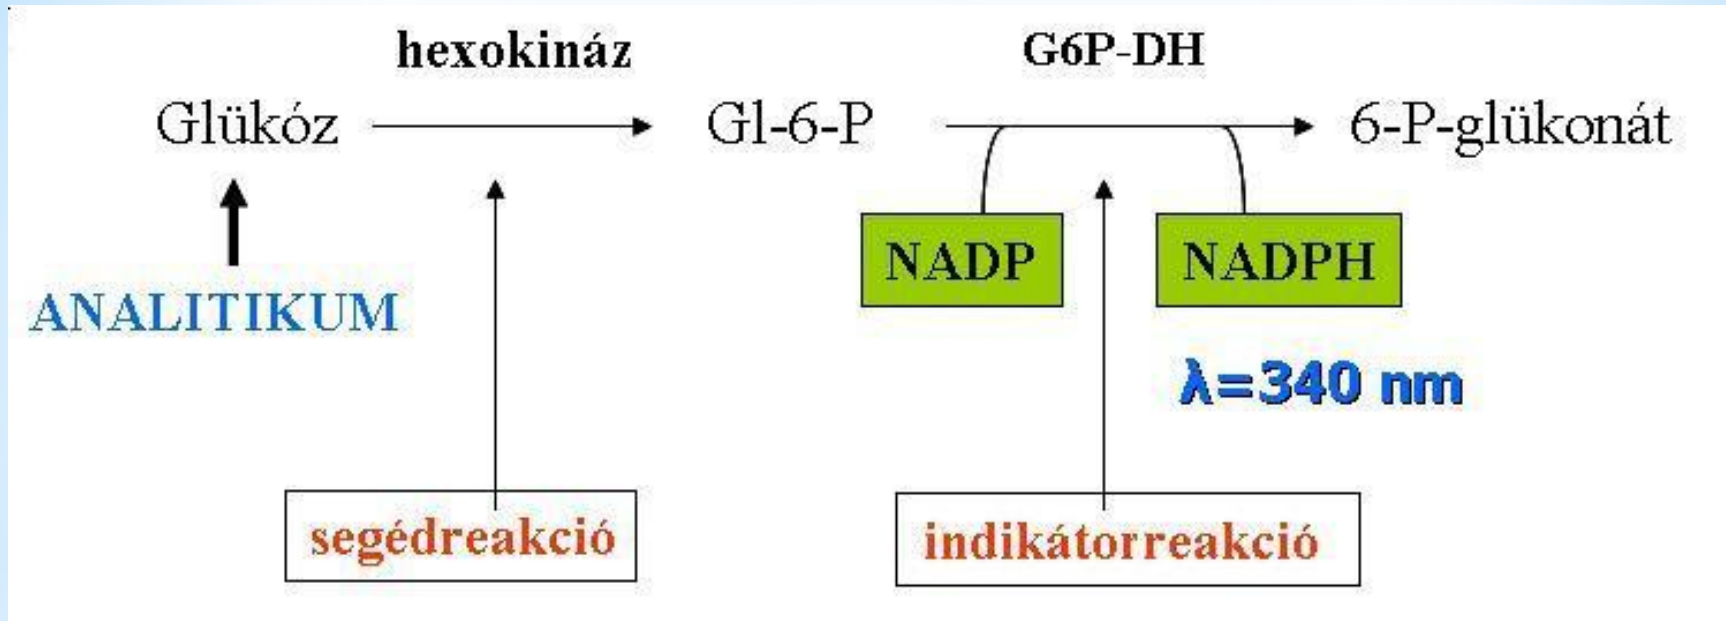 hexokináz
G6P-DH
Glükóz
Gl-6-P
6-P-glükonát
NADP
NADPH
ANALITIKUM
λ=340 nm
segédreakció
indikátorreakció